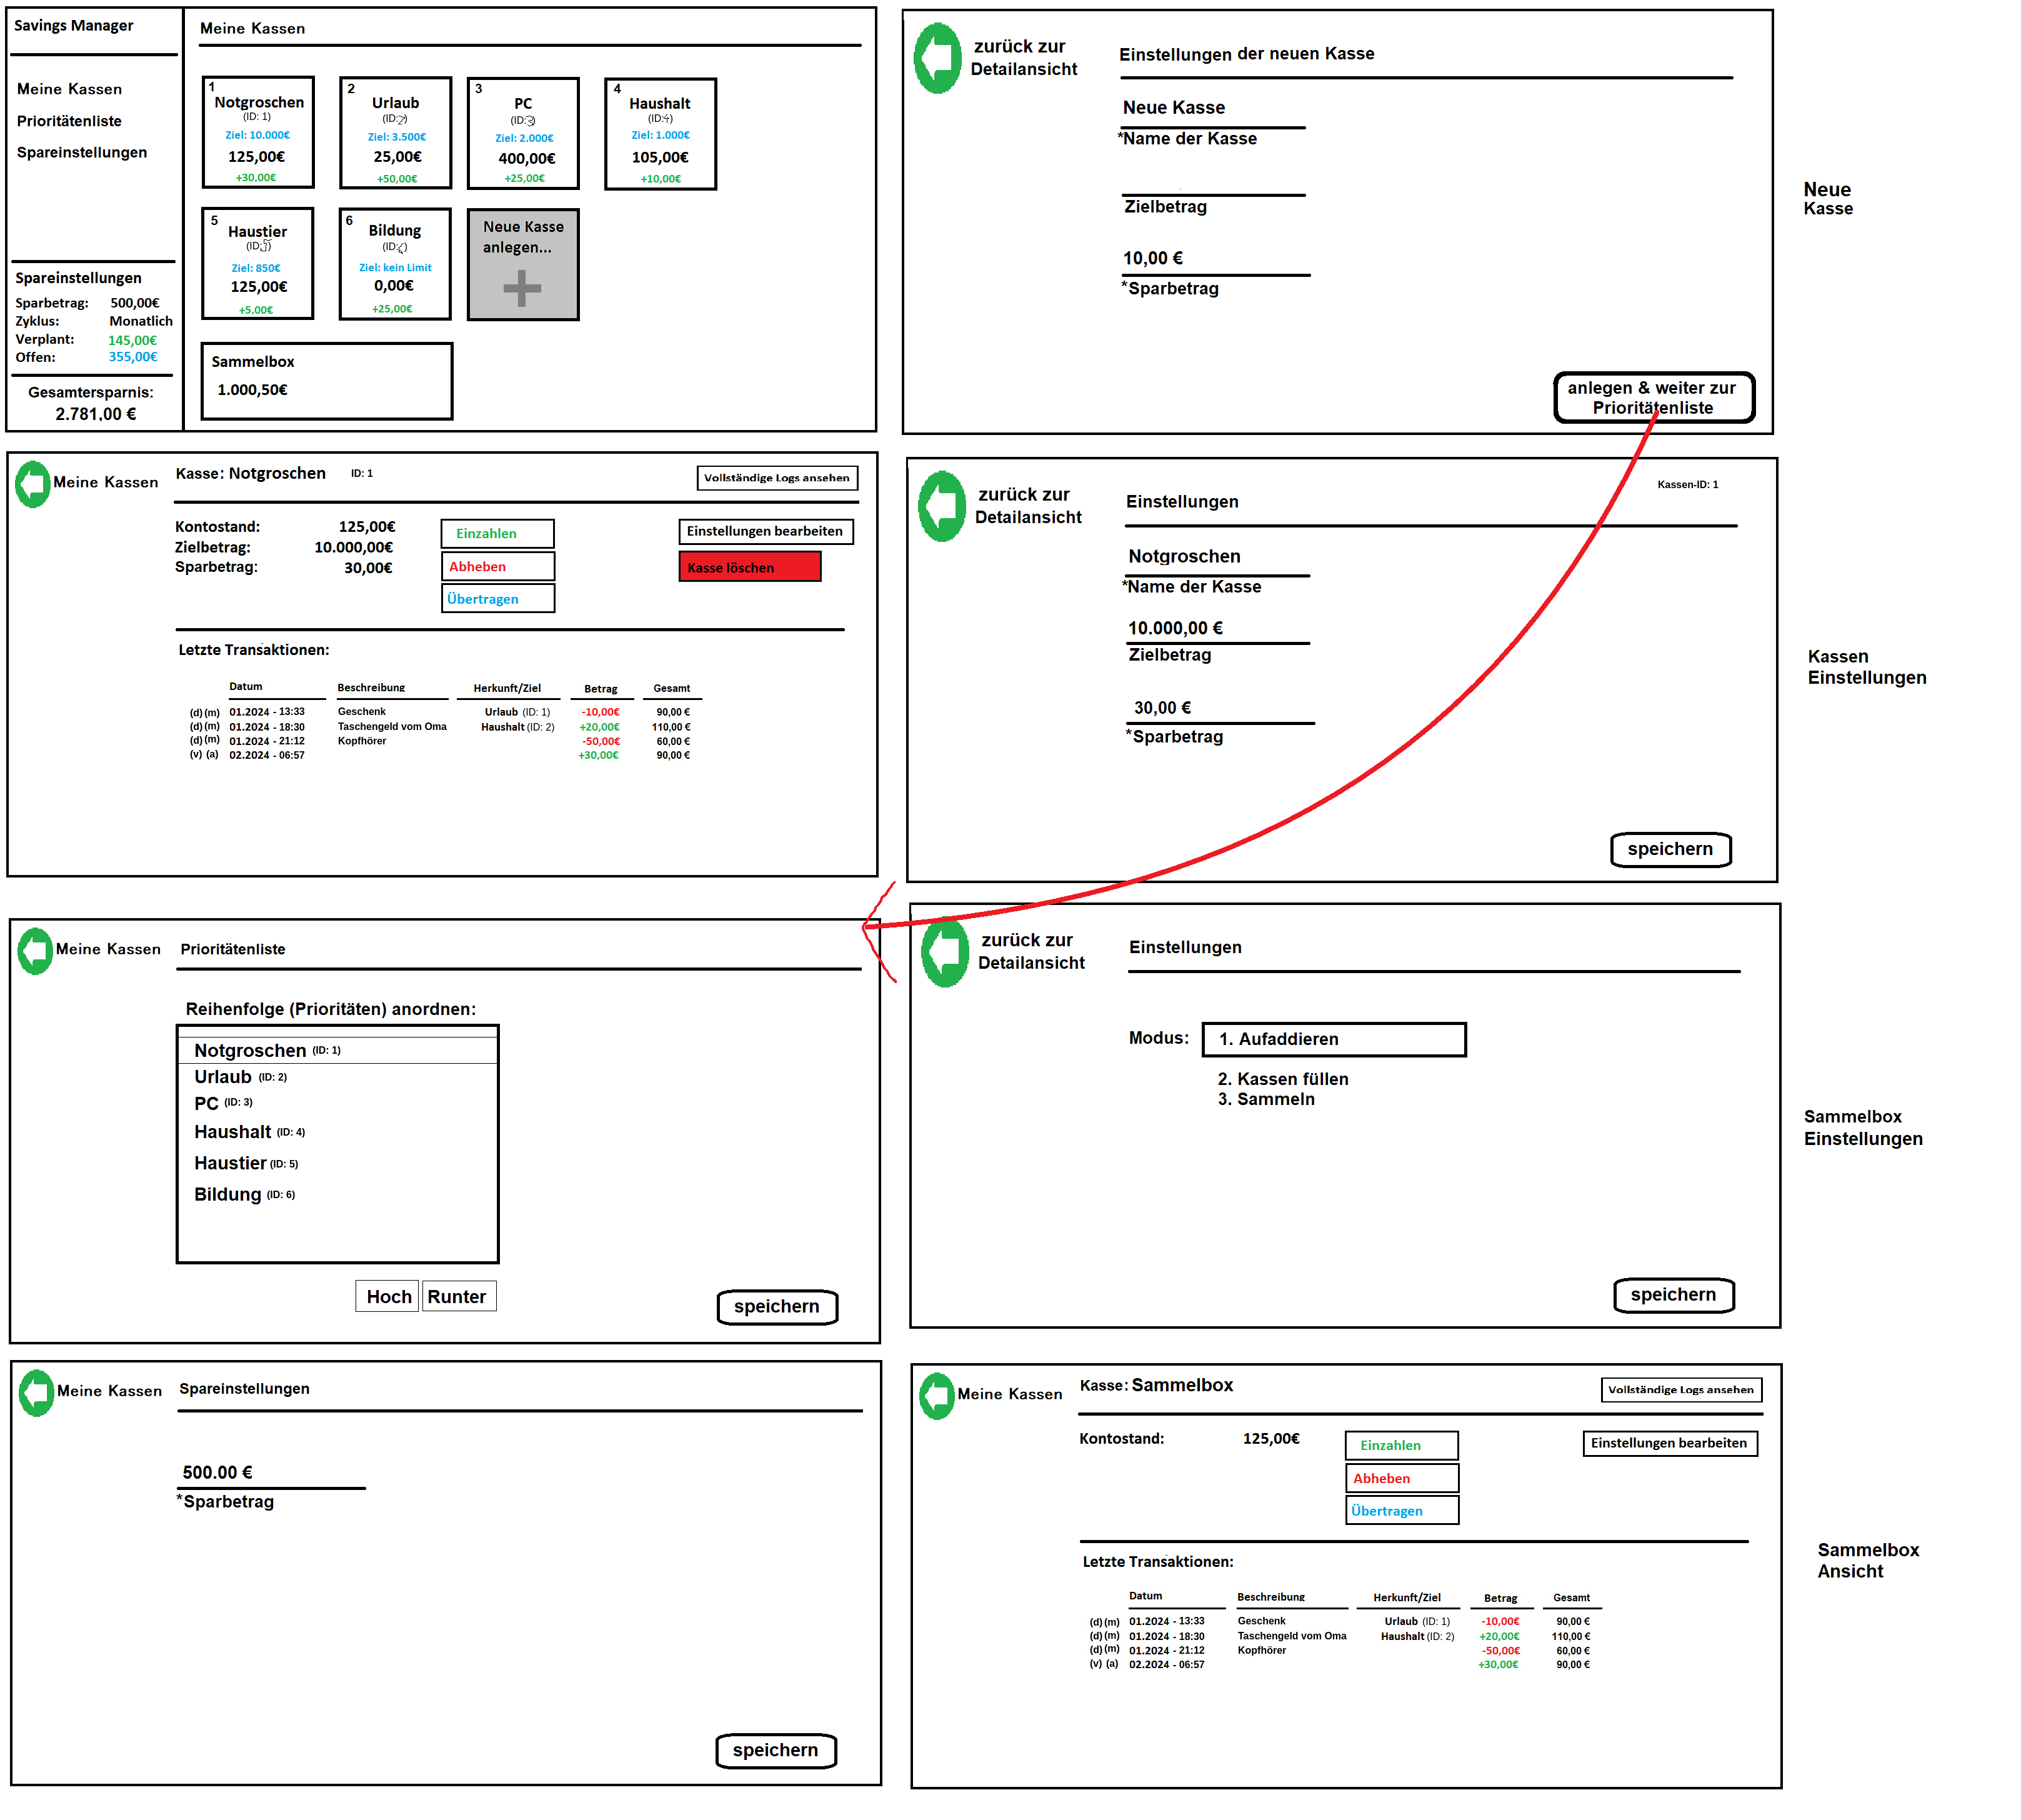 Savings Manager
Meine Kassen
Prioritätenliste
Spareinstellungen
Spareinstellungen
Sparbetrag: 500,00€
Zyklus: Monatlich
Verplant: 145,00€
Offen: 355,00€
Gesamtersparnis:
2.781,00 €
Meine Kassen
1
Notgroschen
(ID: 1)
Ziel: 10.000€
125,00€
+30,00€
2
Urlaub
(ID:2)
Ziel: 3.500€
25,00€
+50,00€
3
PC
(ID:3)
Ziel: 2.000€
400,00€
+25,00€
4
Haushalt
(ID:4)
Ziel: 1.000€
105,00€
+10,00€
5
Haustier
(ID:5)
Ziel: 850€
125,00€
+5,00€
6
Bildung
(ID:6)
Ziel: kein Limit
0,00€
+25,00€
Neue Kasse
anlegen...
Sammelbox
1.000,50€
zurück zur
Detailansicht
Einstellungen der neuen Kasse
Neue Kasse
*Name der Kasse
Zielbetrag
10,00 €
*Sparbetrag
anlegen & weiter zur
Prioritätenliste
Neue
Kasse
Meine Kassen
Kasse: Notgroschen ID: 1
Vollständige Logs ansehen
Kontostand: 125,00€
Zielbetrag: 10.000,00€
Sparbetrag: 30,00€
Einzahlen
Abheben
Übertragen
Einstellungen bearbeiten
Kasse löschen
Letzte Transaktionen:
Datum Beschreibung Herkunft/Ziel Betrag Gesamt
(d) (m) 01.2024 - 13:33 Geschenk Urlaub (ID: 1) -10,00€ 90,00 €
(d) (m) 01.2024 - 18:30 Taschengeld vom Oma Haushalt (ID: 2) +20,00€ 110,00 €
(d) (m) 01.2024 - 21:12 Kopfhörer -50,00€ 60,00 €
(v) (a) 02.2024 - 06:57 +30,00€ 90,00 €
zurück zur
Detailansicht
Einstellungen
Kassen-ID: 1
Notgroschen
*Name der Kasse
10.000,00 €
Zielbetrag
30,00 €
*Sparbetrag
speichern
Kassen
Einstellungen
Meine Kassen
Prioritätenliste
Reihenfolge (Prioritäten) anordnen:
Notgroschen (ID: 1)
Urlaub (ID: 2)
PC (ID: 3)
Haushalt (ID: 4)
Haustier (ID: 5)
Bildung (ID: 6)
Hoch Runter
speichern
zurück zur
Detailansicht
Einstellungen
Modus: 1. Aufaddieren
2. Kassen füllen
3. Sammeln
speichern
Sammelbox
Einstellungen
Meine Kassen
Spareinstellungen
500.00 €
*Sparbetrag
speichern
Meine Kassen
Kasse: Sammelbox
Vollständige Logs ansehen
Kontostand: 125,00€
Einzahlen
Abheben
Übertragen
Einstellungen bearbeiten
Letzte Transaktionen:
Datum Beschreibung Herkunft/Ziel Betrag Gesamt
(d) (m) 01.2024 - 13:33 Geschenk Urlaub (ID: 1) -10,00€ 90,00 €
(d) (m) 01.2024 - 18:30 Taschengeld vom Oma Haushalt (ID: 2) +20,00€ 110,00 €
(d) (m) 01.2024 - 21:12 Kopfhörer -50,00€ 60,00 €
(v) (a) 02.2024 - 06:57 +30,00€ 90,00 €
Sammelbox
Ansicht